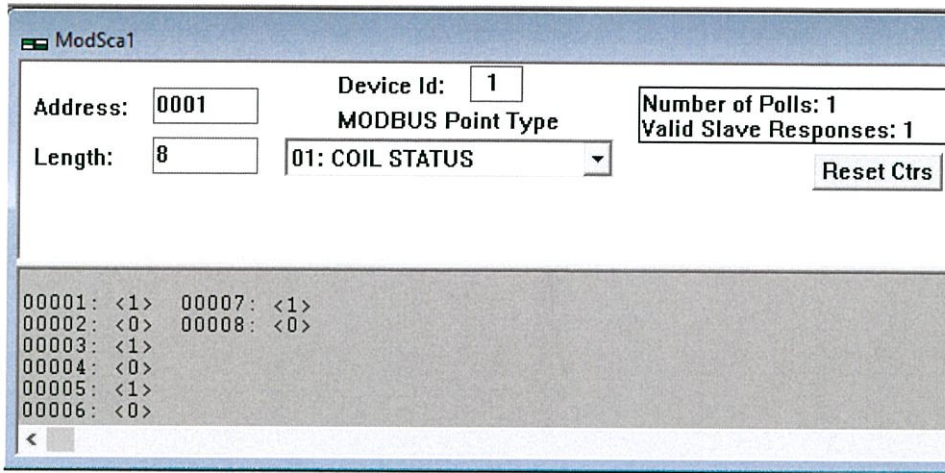 ModSca1
Address: 0001
Device Id: 1
MODBUS Point Type
Length: 8
01: COIL STATUS
Number of Polls: 1
Valid Slave Responses: 1
Reset Ctrs
00001: <1> 00007: <1>
00002: <0> 00008: <0>
00003: <1>
00004: <0>
00005: <1>
00006: <0>